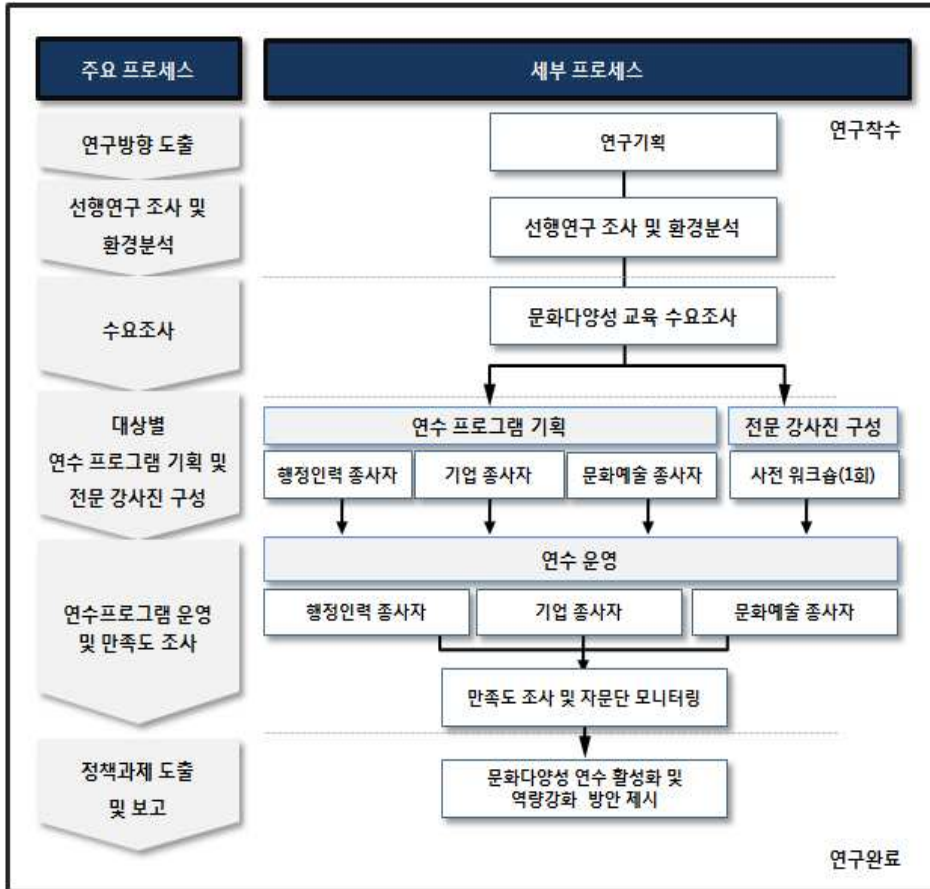 주요 프로세스
세부 프로세스
연구방향 도출
연구기획
연구착수
선행연구 조사 및
환경분석
선행연구 조사 및 환경분석
수요조사
문화다양성 교육 수요조사
대상별
연수 프로그램 기획 및
전문 강사진 구성
연수 프로그램 기획
전문 강사진 구성
행정인력 종사자
기업 종사자
문화예술 종사자
사전 워크숍(1회)
연수프로그램 운영
및 만족도 조사
연수 운영
행정인력 종사자
기업 종사자
문화예술 종사자
만족도 조사 및 자문단 모니터링
정책과제 도출
및 보고
문화다양성 연수 활성화 및
역량강화 방안 제시
연구완료